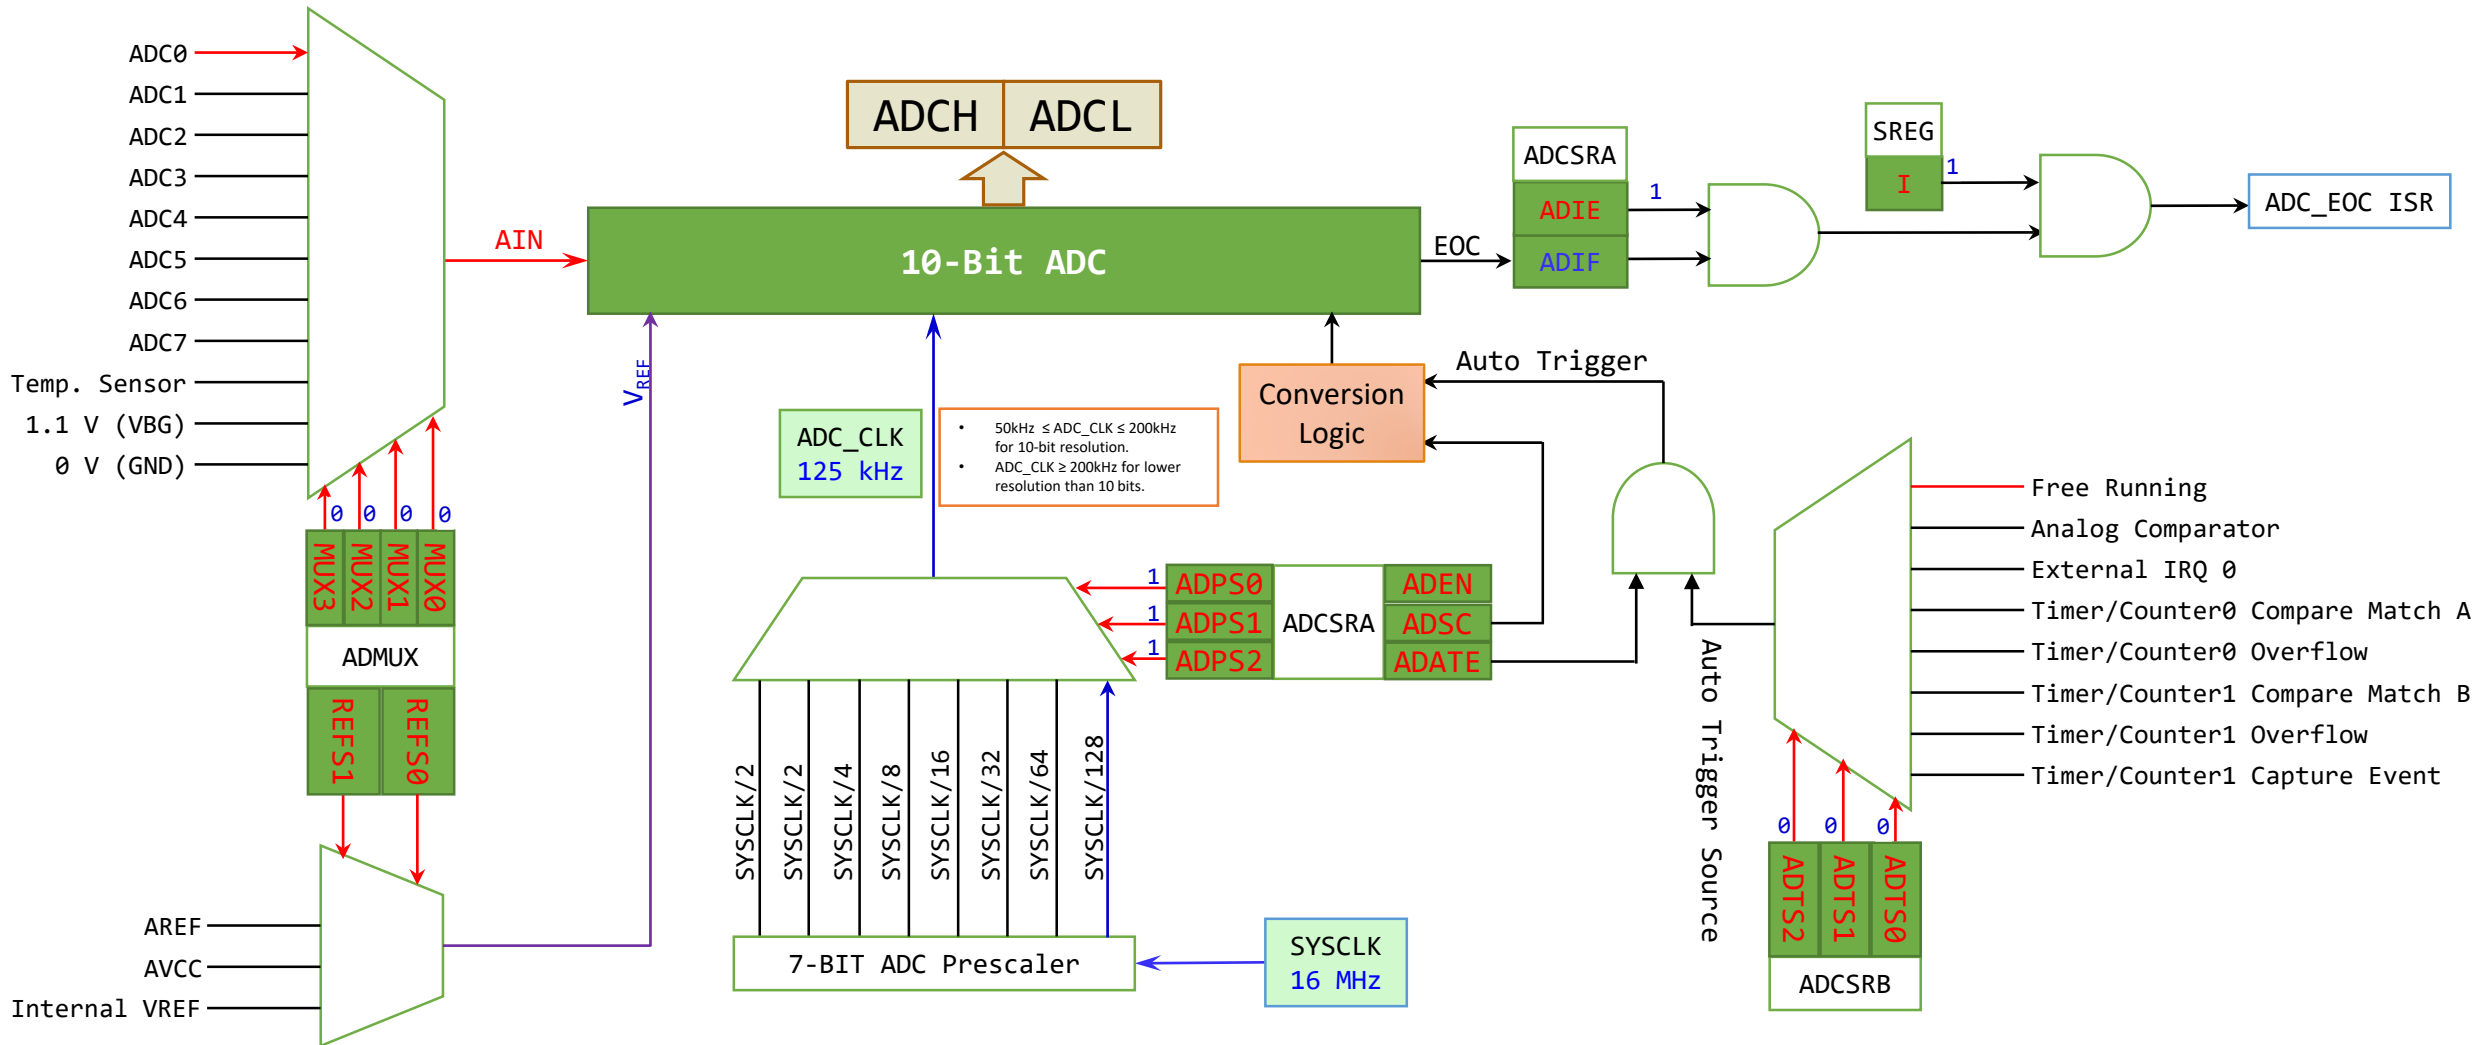 ADC0
ADC1
ADC2
ADC3
ADC4
ADC5
ADC6
ADC7
Temp. Sensor
1.1 V (VBG)
0 V (GND)
0
0
0
0
MUX3
MUX2
MUX1
MUX0
ADMUX
REFS1
REFS0
AREF
AVCC
Internal VREF
AIN
VREF
ADCH
ADCL
10-Bit ADC
EOC
ADCSRA
ADIE
ADIF
1
SREG
I
1
ADC_EOC ISR
ADC_CLK
125 kHz
• 50kHz ≤ ADC_CLK ≤ 200kHz
for 10-bit resolution.
• ADC_CLK ≥ 200kHz for lower
resolution than 10 bits.
Conversion
Logic
Auto Trigger
1
1
1
ADPS0
ADPS1
ADPS2
ADCSRA
ADEN
ADSC
ADATE
SYSCLK/2
SYSCLK/2
SYSCLK/4
SYSCLK/8
SYSCLK/16
SYSCLK/32
SYSCLK/64
SYSCLK/128
7-BIT ADC Prescaler
SYSCLK
16 MHz
Auto Trigger Source
Free Running
Analog Comparator
External IRQ 0
Timer/Counter0 Compare Match A
Timer/Counter0 Overflow
Timer/Counter1 Compare Match B
Timer/Counter1 Overflow
Timer/Counter1 Capture Event
0
0
0
ADTS2
ADTS1
ADTS0
ADCSRB